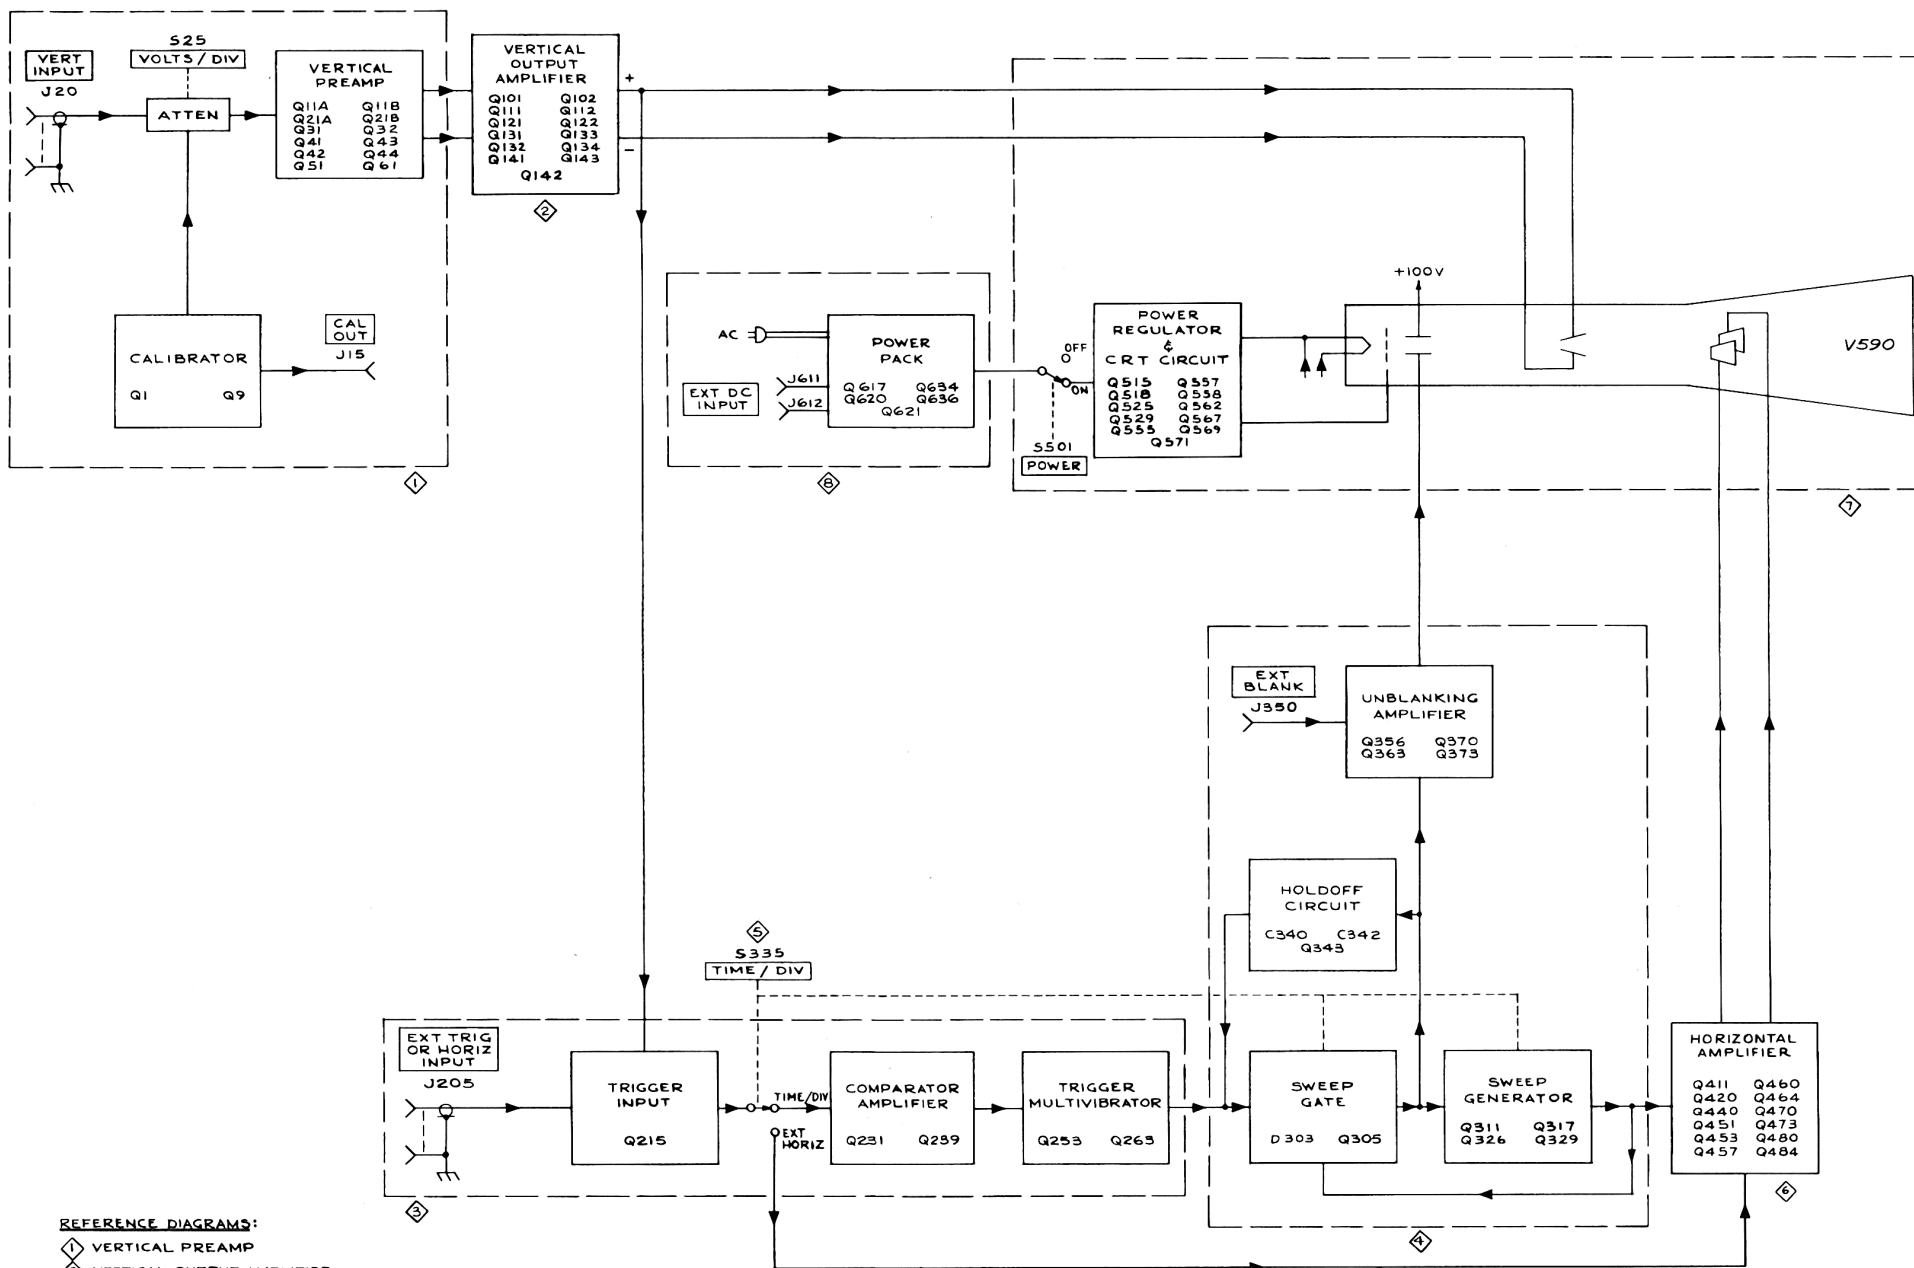 VERT
INPUT
J20
S25
VOLTS / DIV
ATTEN
VERTICAL
PREAMP
Q11A Q11B
Q21A Q21B
Q31 Q32
Q41 Q43
Q42 Q44
Q51 Q61
CALIBRATOR
Q1 Q9
CAL
OUT
J15
1
VERTICAL
OUTPUT
AMPLIFIER
Q101 Q102
Q111 Q112
Q121 Q122
Q131 Q133
Q132 Q134
Q141 Q143
Q142
+
–
2
AC
EXT DC
INPUT
J611
J612
POWER
PACK
Q617 Q634
Q620 Q636
Q621
8
OFF
ON
S501
POWER
POWER
REGULATOR
&
CRT CIRCUIT
Q515 Q557
Q518 Q558
Q525 Q562
Q529 Q567
Q555 Q569
Q571
+100V
V590
7
EXT
BLANK
J350
UNBLANKING
AMPLIFIER
Q356 Q370
Q363 Q373
HOLDOFF
CIRCUIT
C340 C342
Q343
5
S335
TIME / DIV
EXT TRIG
OR HORIZ
INPUT
J205
TRIGGER
INPUT
Q215
TIME/DIV
EXT
HORIZ
COMPARATOR
AMPLIFIER
Q231 Q239
TRIGGER
MULTIVIBRATOR
Q253 Q263
3
SWEEP
GATE
D303 Q305
SWEEP
GENERATOR
Q311 Q317
Q326 Q329
4
HORIZONTAL
AMPLIFIER
Q411 Q460
Q420 Q464
Q440 Q470
Q451 Q473
Q453 Q480
Q457 Q484
6
REFERENCE DIAGRAMS:
1 VERTICAL PREAMP